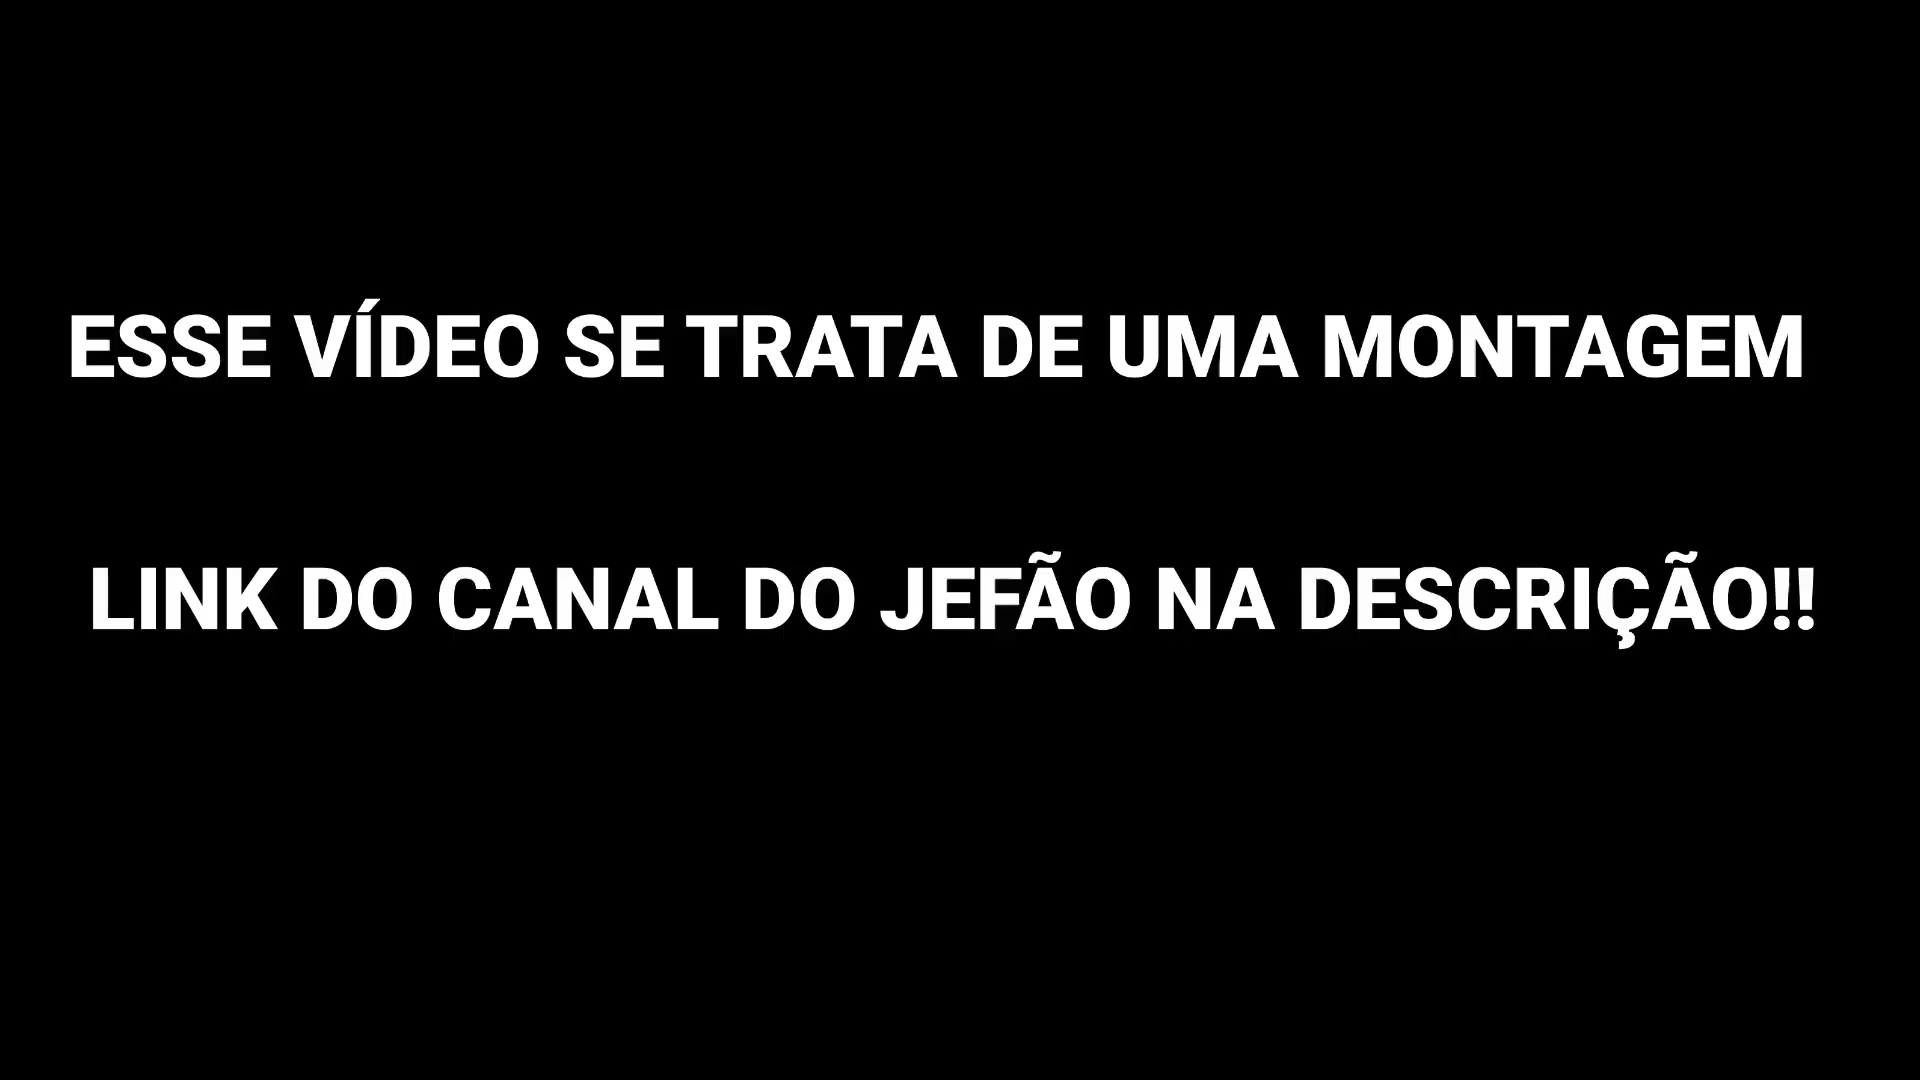 ESSE VÍDEO SE TRATA DE UMA MONTAGEM
LINK DO CANAL DO JEFÃO NA DESCRIÇÃO!!